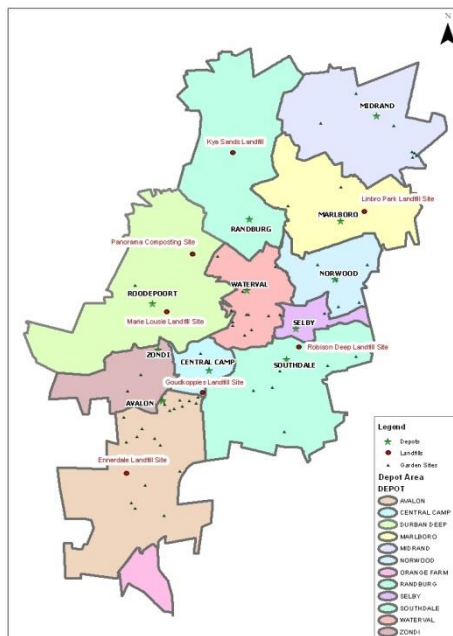 N
MIDRAND
Kya Sands Landfill
Linbro Park Landfill Site
MARLBORO
RANDBURG
Panorama Composting Site
NORWOOD
WATERVAL
ROODEPOORT
Marie Lousie Landfill Site
SELBY
Robison Deep Landfill Site
ZONDI
CENTRAL CAMP
SOUTHDALE
Goudkoppies Landfill Site
AVALON
Ennerdale Landfill Site
Legend
Depots
Landfills
Garden Sites
Depot Area
DEPOT
AVALON
CENTRAL CAMP
DURBAN DEEP
MARLBORO
MIDRAND
NORWOOD
ORANGE FARM
RANDBURG
SELBY
SOUTHDALE
WATERVAL
ZONDI